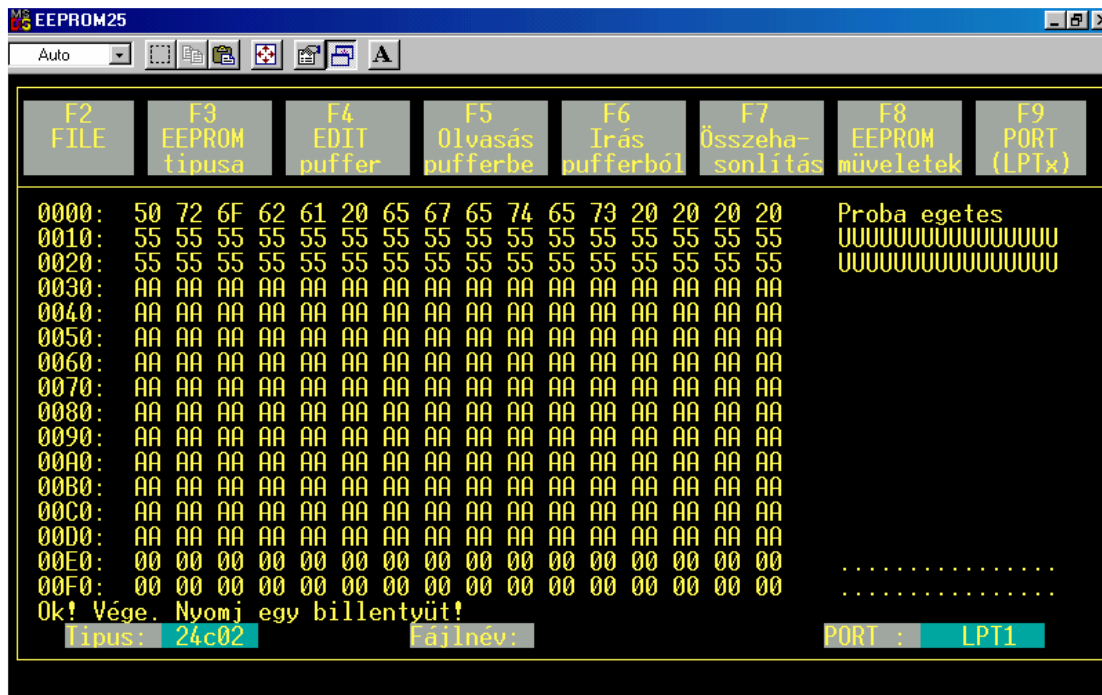 EEPROM25
Auto
A
F2 F3 F4 F5 F6 F7 F8 F9
FILE EEPROM EDIT Olvasás Irás Összeha- EEPROM PORT
tipusa puffer pufferbe pufferból sonlítás müveletek (LPTx)
0000: 50 72 6F 62 61 20 65 67 65 74 65 73 20 20 20 20 Proba egetes
0010: 55 55 55 55 55 55 55 55 55 55 55 55 55 55 55 55 UUUUUUUUUUUUUUUU
0020: 55 55 55 55 55 55 55 55 55 55 55 55 55 55 55 55 UUUUUUUUUUUUUUUU
0030: AA AA AA AA AA AA AA AA AA AA AA AA AA AA AA AA
0040: AA AA AA AA AA AA AA AA AA AA AA AA AA AA AA AA
0050: AA AA AA AA AA AA AA AA AA AA AA AA AA AA AA AA
0060: AA AA AA AA AA AA AA AA AA AA AA AA AA AA AA AA
0070: AA AA AA AA AA AA AA AA AA AA AA AA AA AA AA AA
0080: AA AA AA AA AA AA AA AA AA AA AA AA AA AA AA AA
0090: AA AA AA AA AA AA AA AA AA AA AA AA AA AA AA AA
00A0: AA AA AA AA AA AA AA AA AA AA AA AA AA AA AA AA
00B0: AA AA AA AA AA AA AA AA AA AA AA AA AA AA AA AA
00C0: AA AA AA AA AA AA AA AA AA AA AA AA AA AA AA AA
00D0: AA AA AA AA AA AA AA AA AA AA AA AA AA AA AA AA
00E0: 00 00 00 00 00 00 00 00 00 00 00 00 00 00 00 00 ................
00F0: 00 00 00 00 00 00 00 00 00 00 00 00 00 00 00 00 ................
Ok! Vége. Nyomj egy billentyüt!
Tipus: 24c02 Fájlnév: PORT : LPT1